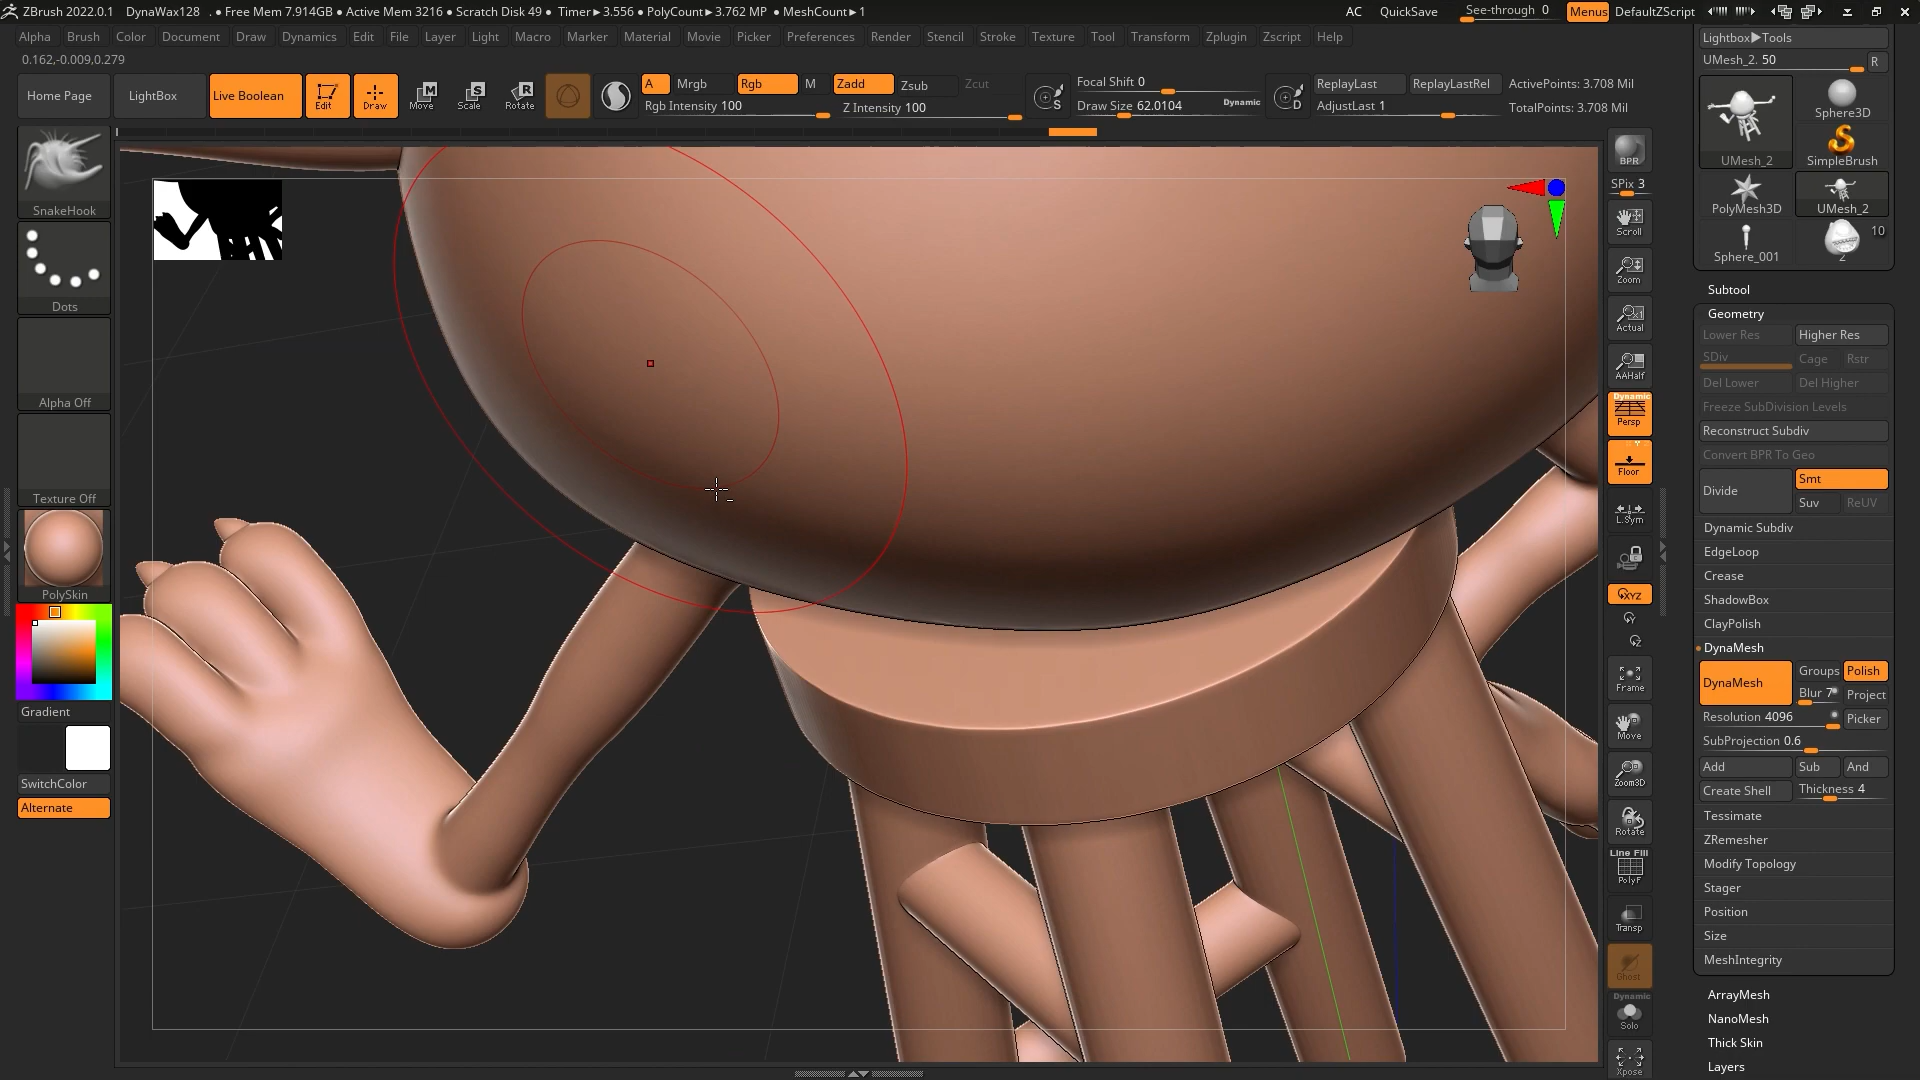 ZBrush 2022.0.1 DynaWax128 . • Free Mem 7.914GB • Active Mem 3216 • Scratch Disk 49 • Timer►3.556 • PolyCount►3.762 MP • MeshCount►1 AC QuickSave See-through 0 Menus DefaultZScript
Alpha Brush Color Document Draw Dynamics Edit File Layer Light Macro Marker Material Movie Picker Preferences Render Stencil Stroke Texture Tool Transform Zplugin Zscript Help
0.162,-0.009,0.279
Home Page LightBox Live Boolean Edit Draw Move Scale Rotate
A Mrgb Rgb M Zadd Zsub Zcut
Rgb Intensity 100 Z Intensity 100
S Focal Shift 0
Draw Size 62.0104 Dynamic
D ReplayLast ReplayLastRel ActivePoints: 3.708 Mil
AdjustLast 1 TotalPoints: 3.708 Mil
SnakeHook
Dots
Alpha Off
Texture Off
PolySkin
Gradient
SwitchColor
Alternate
BPR
SPix 3
Scroll
Zoom
Actual
AAHalf
Dynamic
Persp
Floor
L.Sym
XYZ
Y
Z
Frame
Move
Zoom3D
Rotate
Line Fill
PolyF
Transp
Ghost
Dynamic
Solo
Xpose
Lightbox►Tools
UMesh_2. 50 R
UMesh_2 Sphere3D
SimpleBrush
PolyMesh3D UMesh_2
Sphere_001 2 10
Subtool
Geometry
Lower Res Higher Res
SDiv Cage Rstr
Del Lower Del Higher
Freeze SubDivision Levels
Reconstruct Subdiv
Convert BPR To Geo
Divide Smt
Suv ReUV
Dynamic Subdiv
EdgeLoop
Crease
ShadowBox
ClayPolish
DynaMesh
DynaMesh Groups Polish
Blur 7 Project
Resolution 4096 Picker
SubProjection 0.6
Add Sub And
Create Shell Thickness 4
Tessimate
ZRemesher
Modify Topology
Stager
Position
Size
MeshIntegrity
ArrayMesh
NanoMesh
Thick Skin
Layers